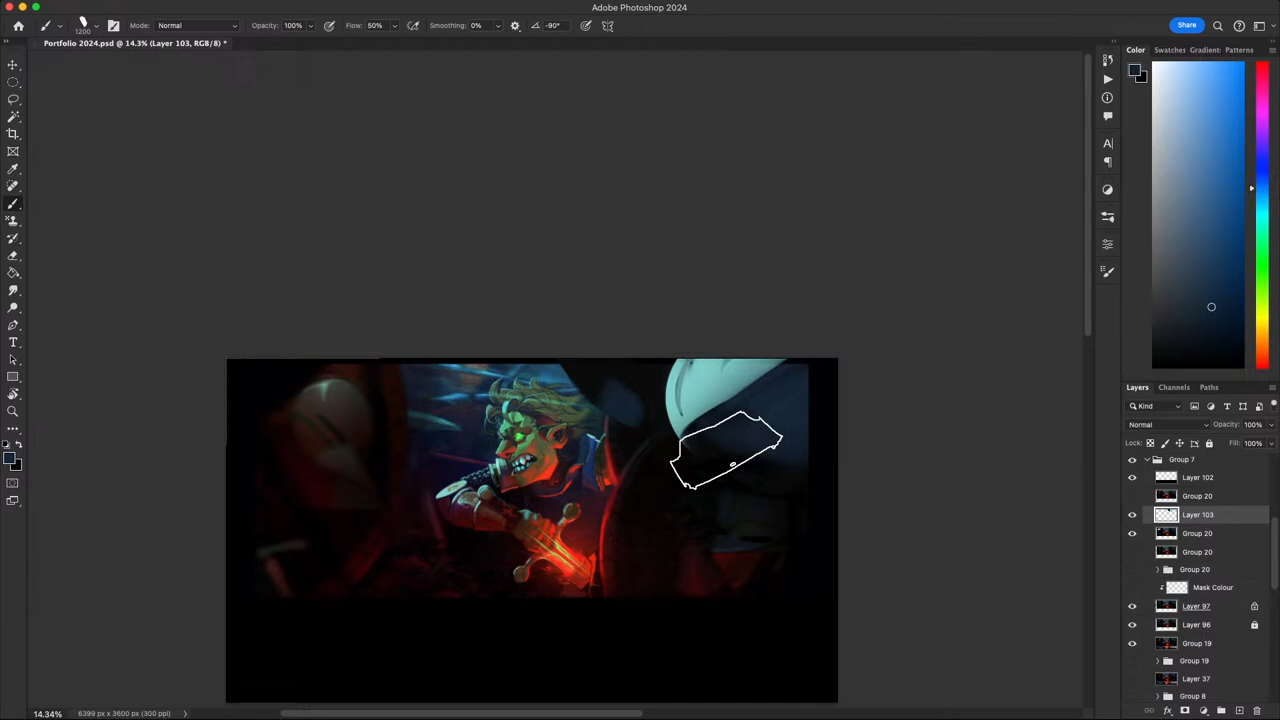 Adobe Photoshop 2024
1200
Mode: Normal
Opacity: 100%
Flow: 50%
Smoothing: 0%
-90°
Share
Portfolio 2024.psd @ 14.3% (Layer 103, RGB/8) *
Color
Swatches
Gradient
Patterns
Layers
Channels
Paths
Kind
Normal
Opacity: 100%
Lock:
Fill: 100%
Group 7
Layer 102
Group 20
Layer 103
Group 20
Group 20
Group 20
Mask Colour
Layer 97
Layer 96
Group 19
Group 19
Layer 37
Group 8
14.34%
6399 px x 3600 px (300 ppi)